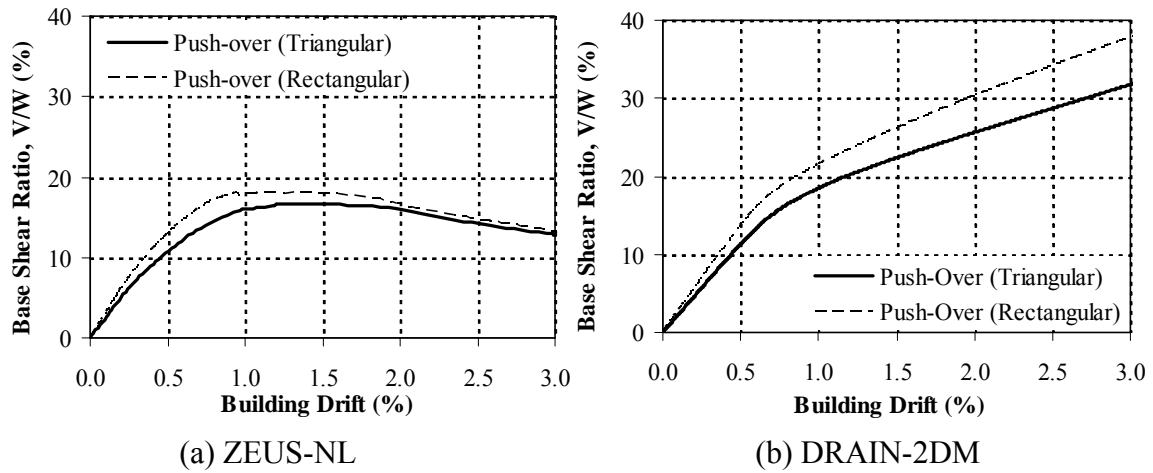 40
30
20
10
0
Base Shear Ratio, V/W (%)
Push-over (Triangular)
Push-over (Rectangular)
0.0 0.5 1.0 1.5 2.0 2.5 3.0
Building Drift (%)
(a) ZEUS-NL
40
30
20
10
0
Base Shear Ratio, V/W (%)
Push-Over (Triangular)
Push-Over (Rectangular)
0.0 0.5 1.0 1.5 2.0 2.5 3.0
Building Drift (%)
(b) DRAIN-2DM